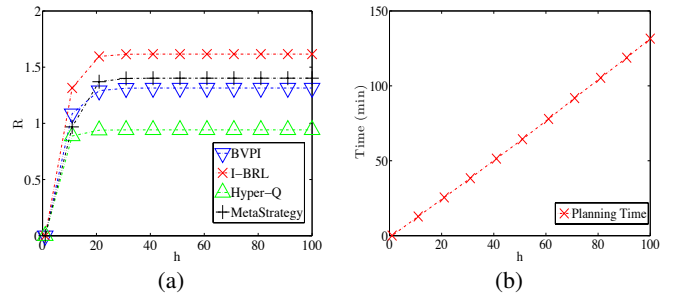 2
1.5
1
0.5
0
R
0 20 40 60 80 100
h
BVPI
I−BRL
Hyper−Q
MetaStrategy
(a)
150
100
50
0
Time (min)
0 20 40 60 80 100
h
Planning Time
(b)